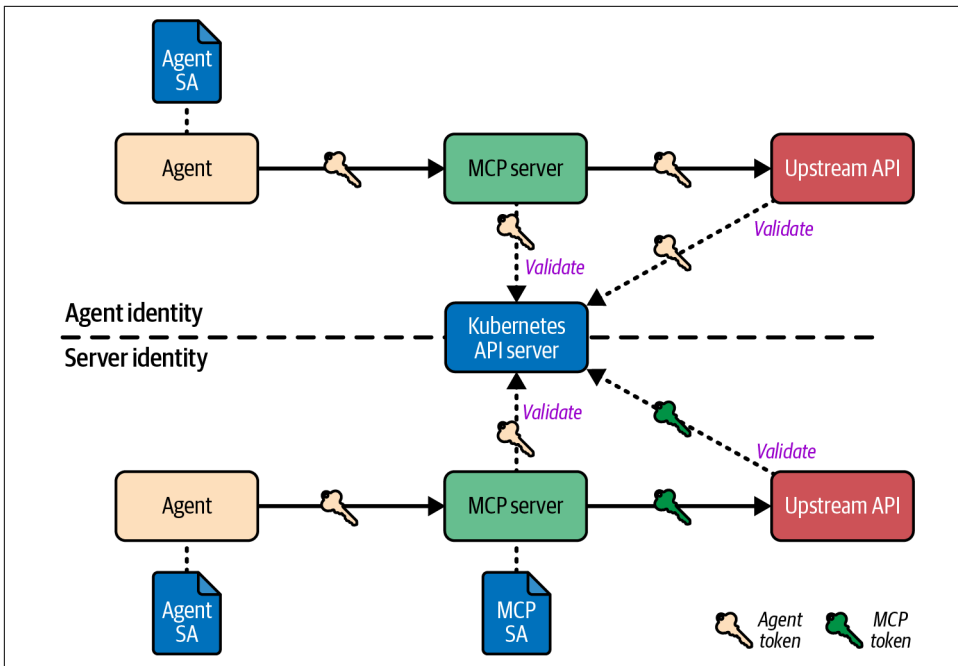 Agent
SA
Agent
MCP server
Upstream API
Validate
Validate
Agent identity
Kubernetes
API server
Server identity
Validate
Validate
Agent
MCP server
Upstream API
Agent
SA
MCP
SA
Agent
token
MCP
token